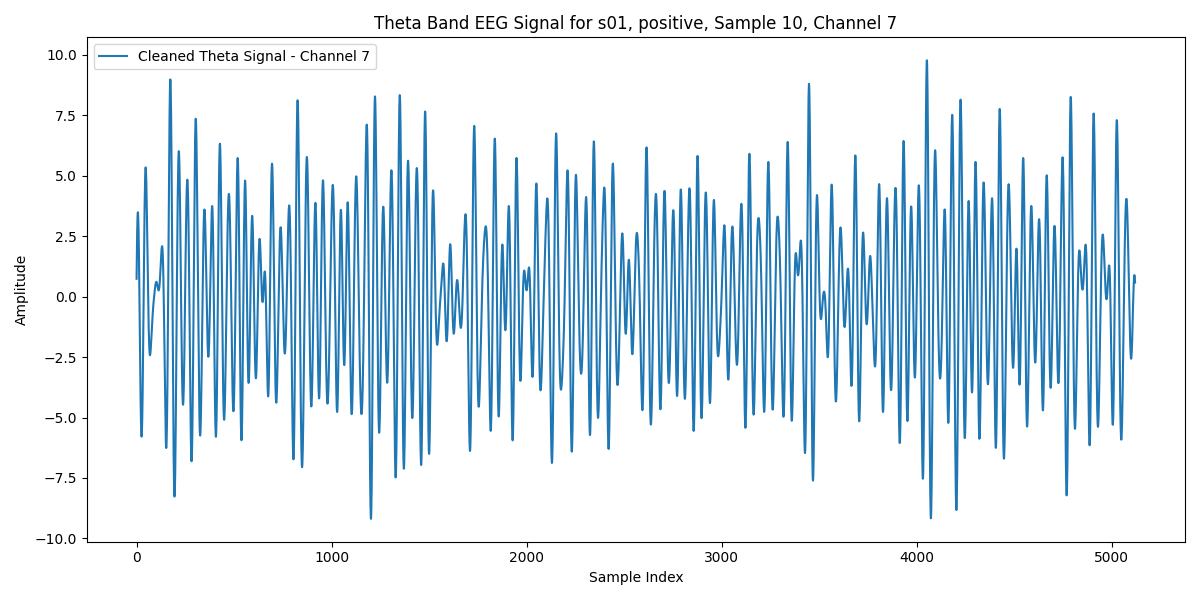 Theta Band EEG Signal for s01, positive, Sample 10, Channel 7
Cleaned Theta Signal - Channel 7
10.0
7.5
5.0
2.5
0.0
−2.5
−5.0
−7.5
−10.0
Amplitude
0 1000 2000 3000 4000 5000
Sample Index